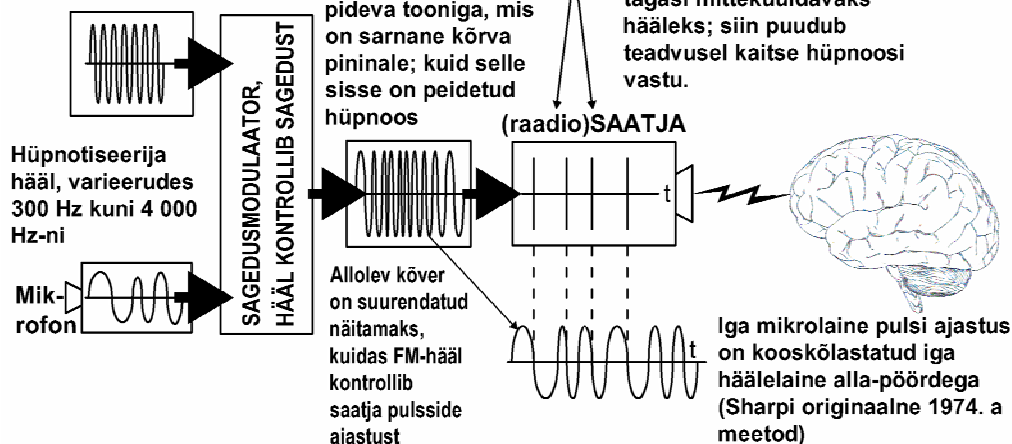 pideva tooniga, mis
on sarnane kõrva
pininale; kuid selle
sisse on peidetud
hüpnoos
tagasi mittekuuldavaks
hääleks; siin puudub
teadvusel kaitse hüpnoosi
vastu.
SAGEDUSMODULAATOR,
HÄÄL KONTROLLIB SAGEDUST
(raadio)SAATJA
t
Hüpnotiseerija
hääl, varieerudes
300 Hz kuni 4 000
Hz-ni
Mik-
rofon
Allolev kõver
on suurendatud
näitamaks,
kuidas FM-hääl
kontrollib
saatja pulsside
ajastust
t
Iga mikrolaine pulsi ajastus
on kooskõlastatud iga
häälelaine alla-pöördega
(Sharpi originaalne 1974. a
meetod)